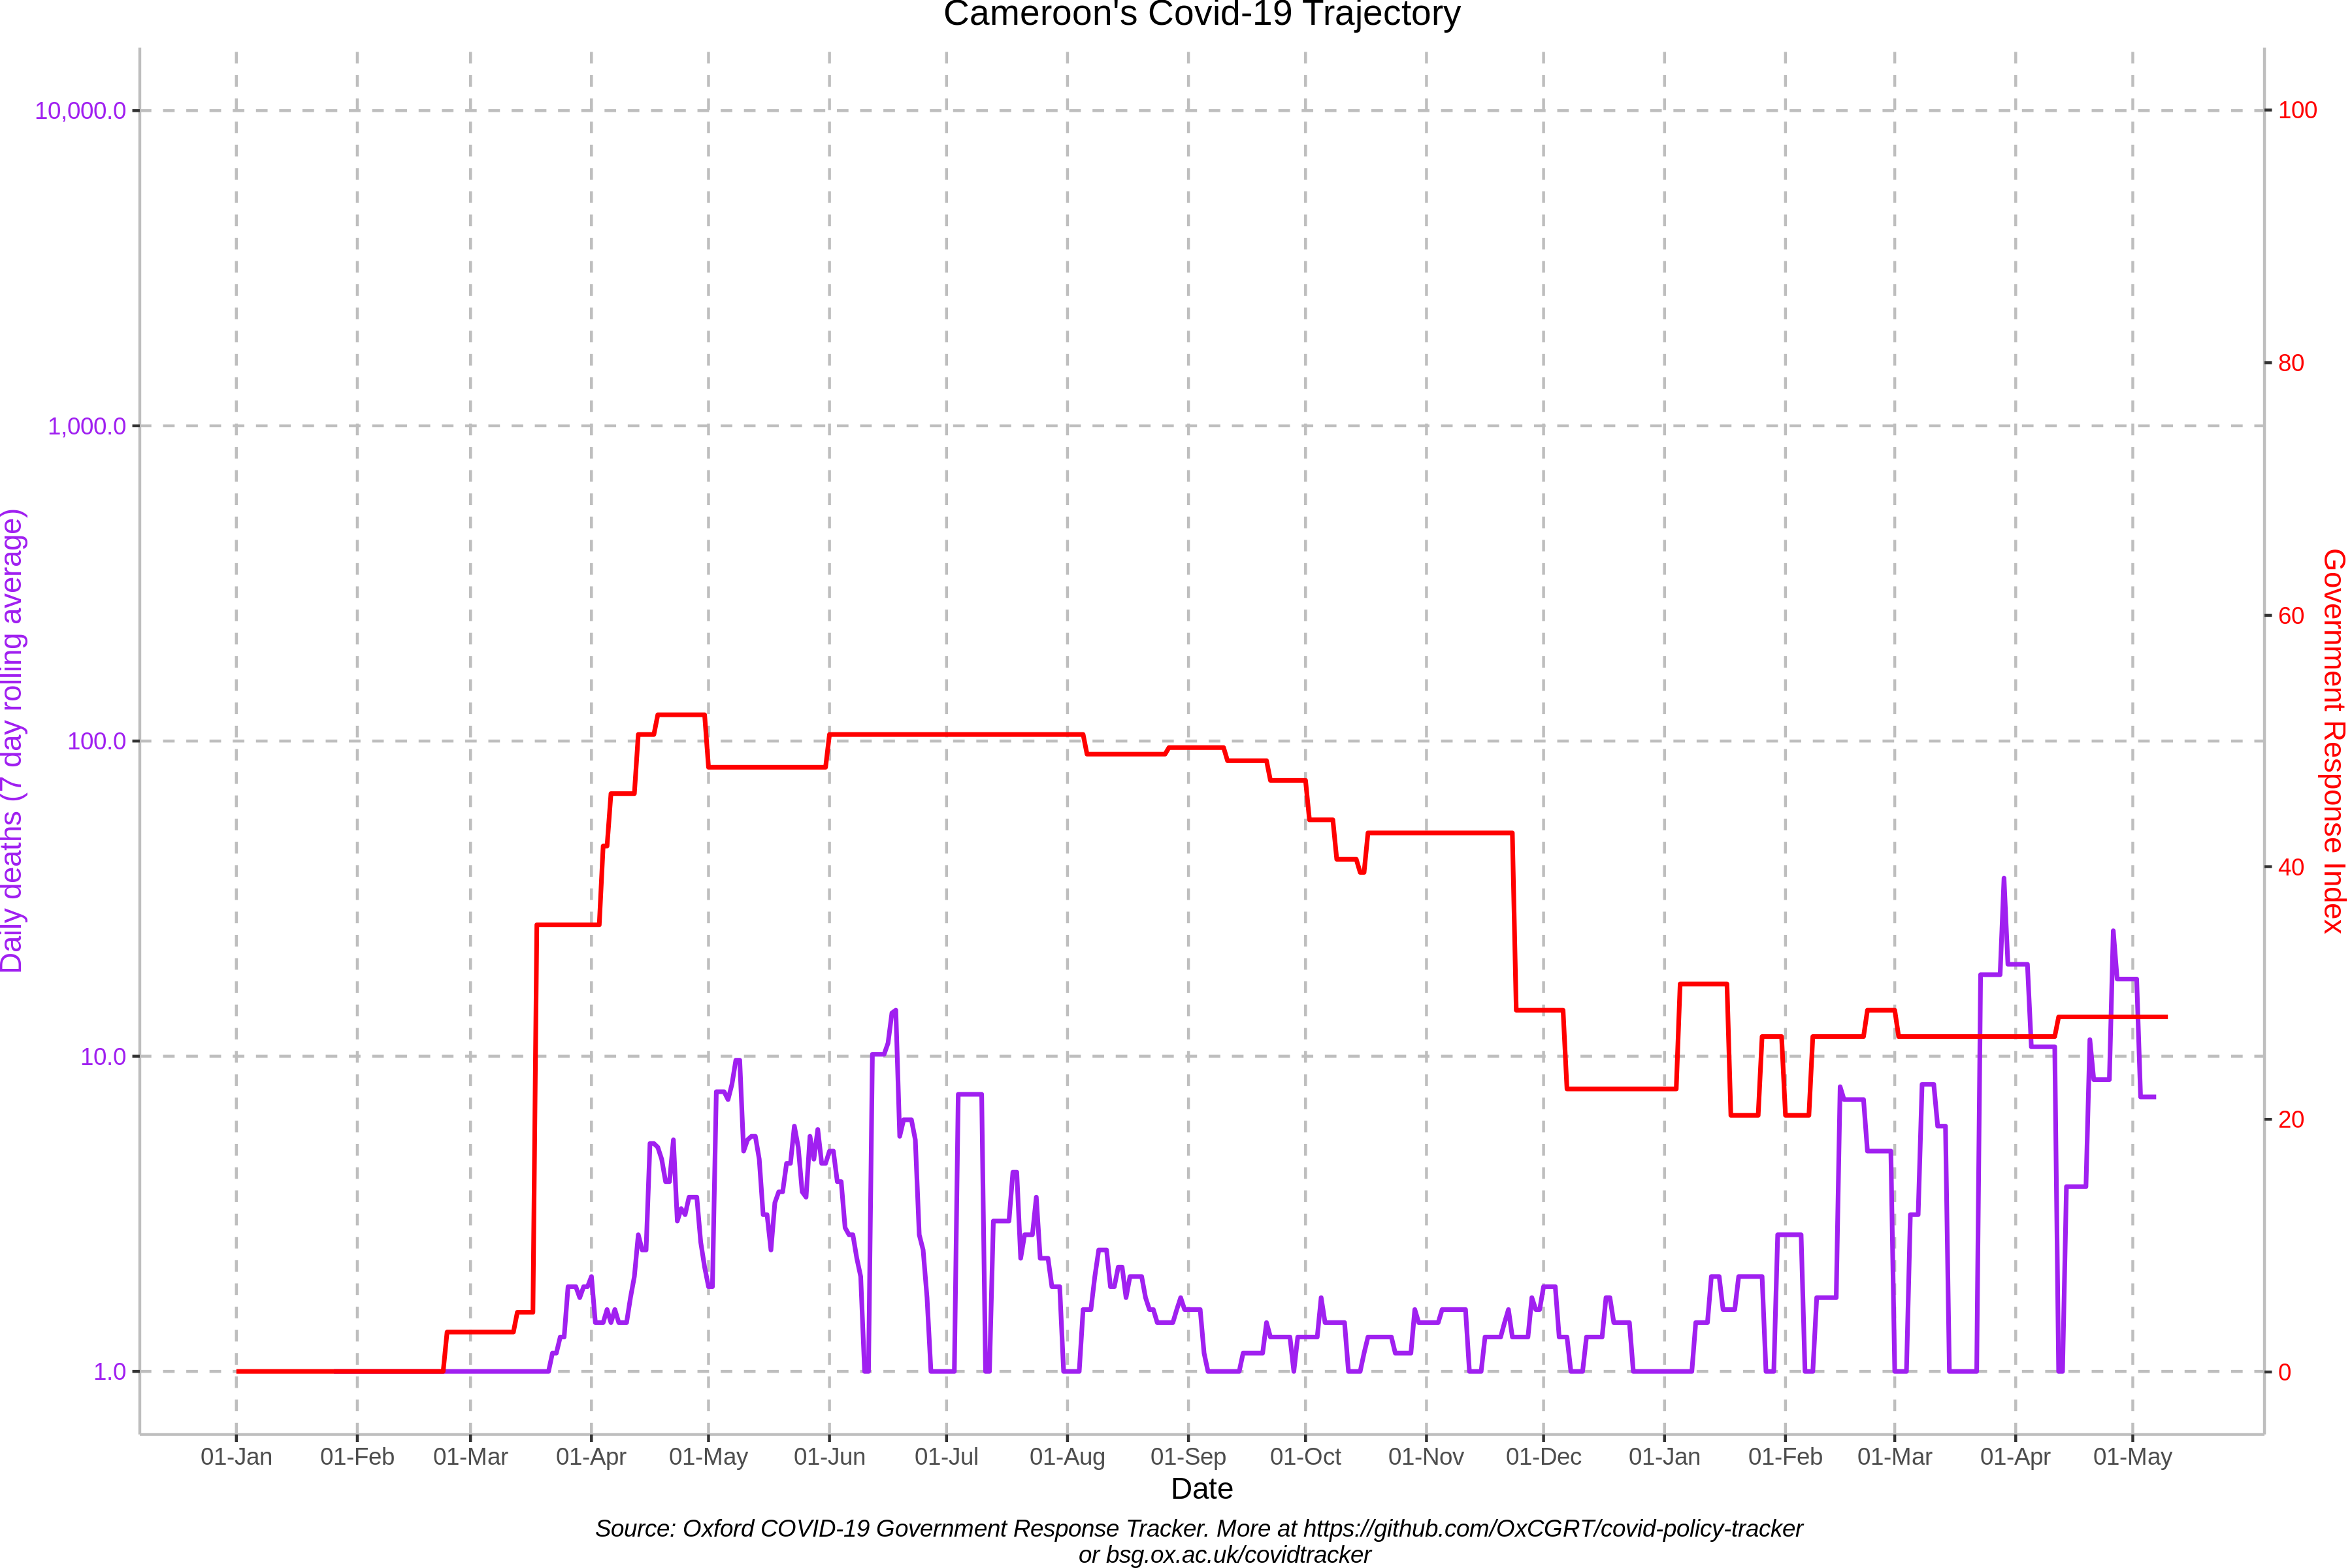 Cameroon's Covid-19 Trajectory
10,000.0
1,000.0
100.0
10.0
1.0
Daily deaths (7 day rolling average)
100
80
60
40
20
0
Government Response Index
01-Jan 01-Feb 01-Mar 01-Apr 01-May 01-Jun 01-Jul 01-Aug 01-Sep 01-Oct 01-Nov 01-Dec 01-Jan 01-Feb 01-Mar 01-Apr 01-May
Date
Source: Oxford COVID-19 Government Response Tracker. More at https://github.com/OxCGRT/covid-policy-tracker
or bsg.ox.ac.uk/covidtracker